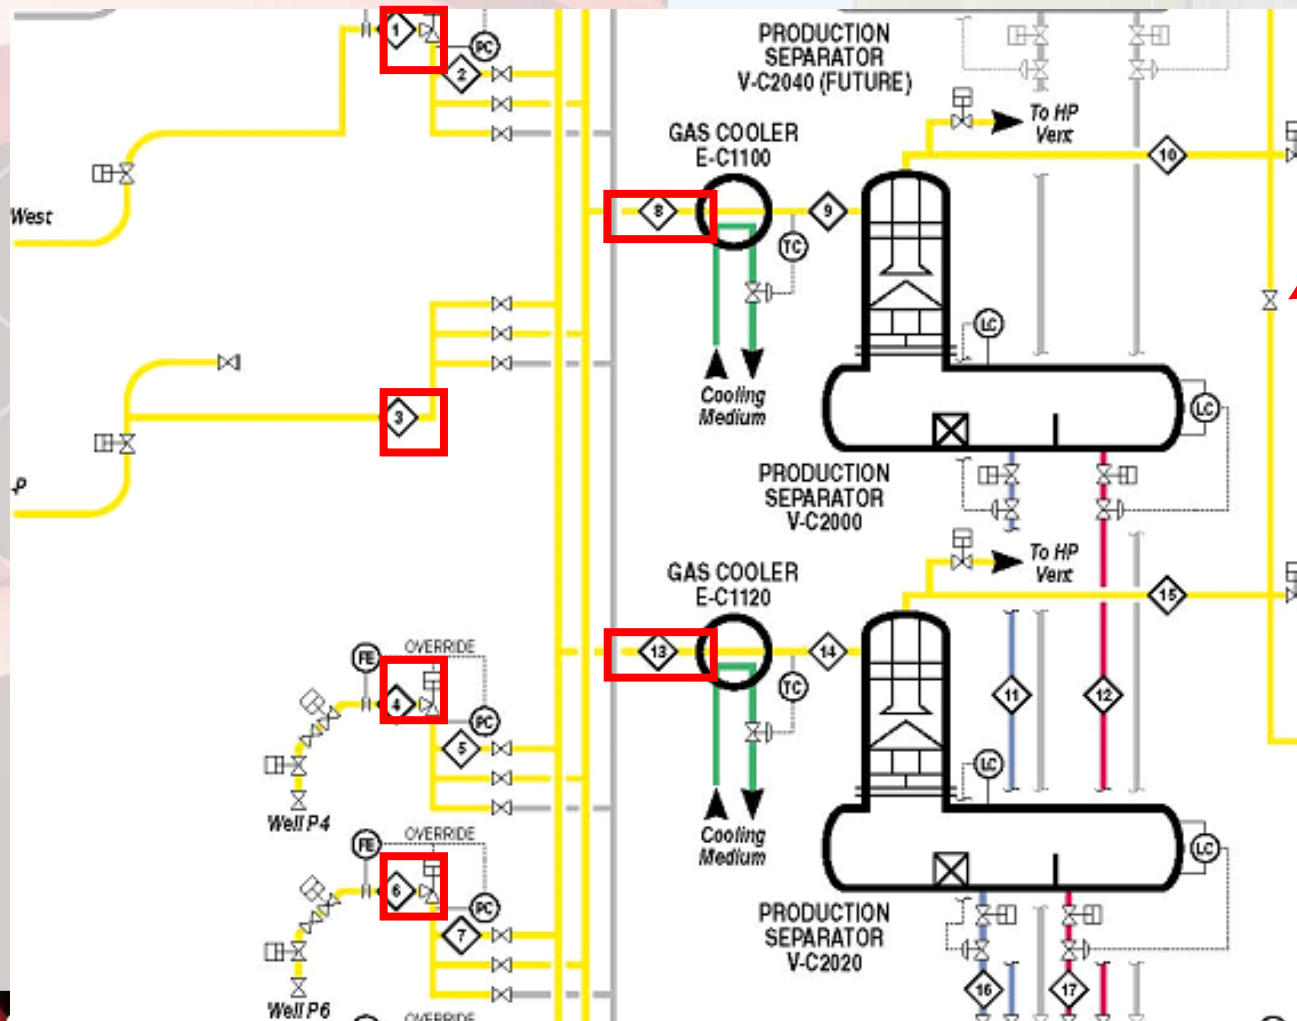 1
PC
2
PRODUCTION
SEPARATOR
V-C2040 (FUTURE)
To HP
Vent
GAS COOLER
E-C1100
10
West
8
9
TC
LC
3
Cooling
Medium
LC
PRODUCTION
SEPARATOR
V-C2000
P
To HP
Vent
GAS COOLER
E-C1120
15
OVERRIDE
FE
13
14
TC
11
12
4
PC
5
LC
Well P4
OVERRIDE
FE
Cooling
Medium
LC
6
PC
7
PRODUCTION
SEPARATOR
V-C2020
16
17
Well P6
OVERRIDE